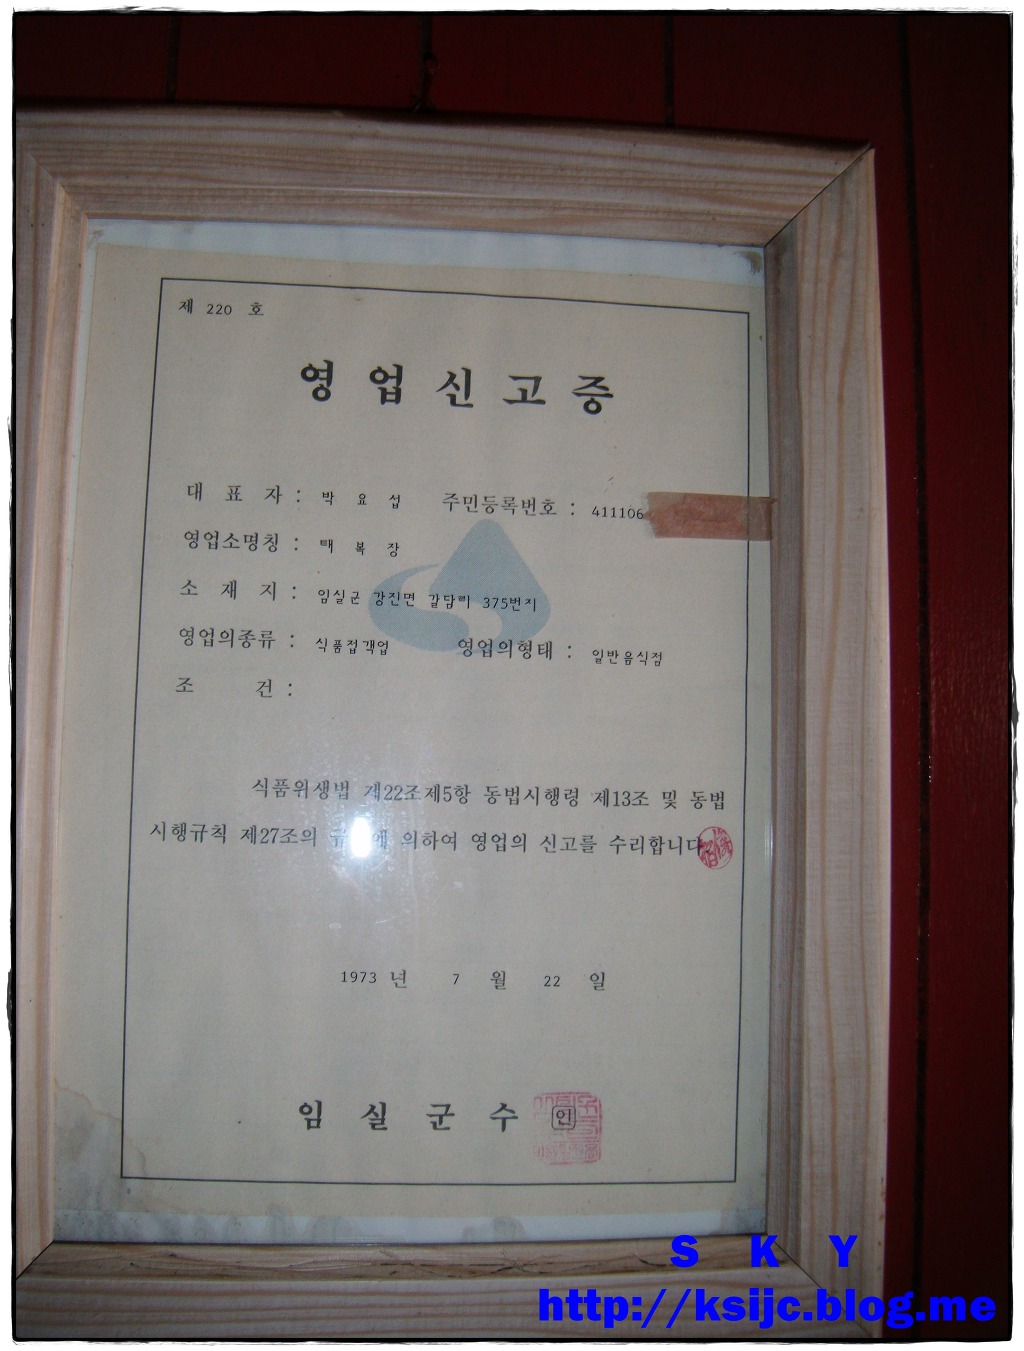 제 220 호
영 업 신 고 증
대 표 자 : 박 요 섭 주민등록번호 : 411106
영업소명칭 : 태 복 장
소 재 지 : 임실군 강진면 갈담리 375번지
영업의종류 : 식품접객업 영업의형태 : 일반음식점
조 건 :
식품위생법 제22조제5항 동법시행령 제13조 및 동법
시행규칙 제27조의 의하여 영업의 신고를 수리합니다
1973 년 7 월 22 일
임 실 군 수 인
S K Y
http://ksijc.blog.me